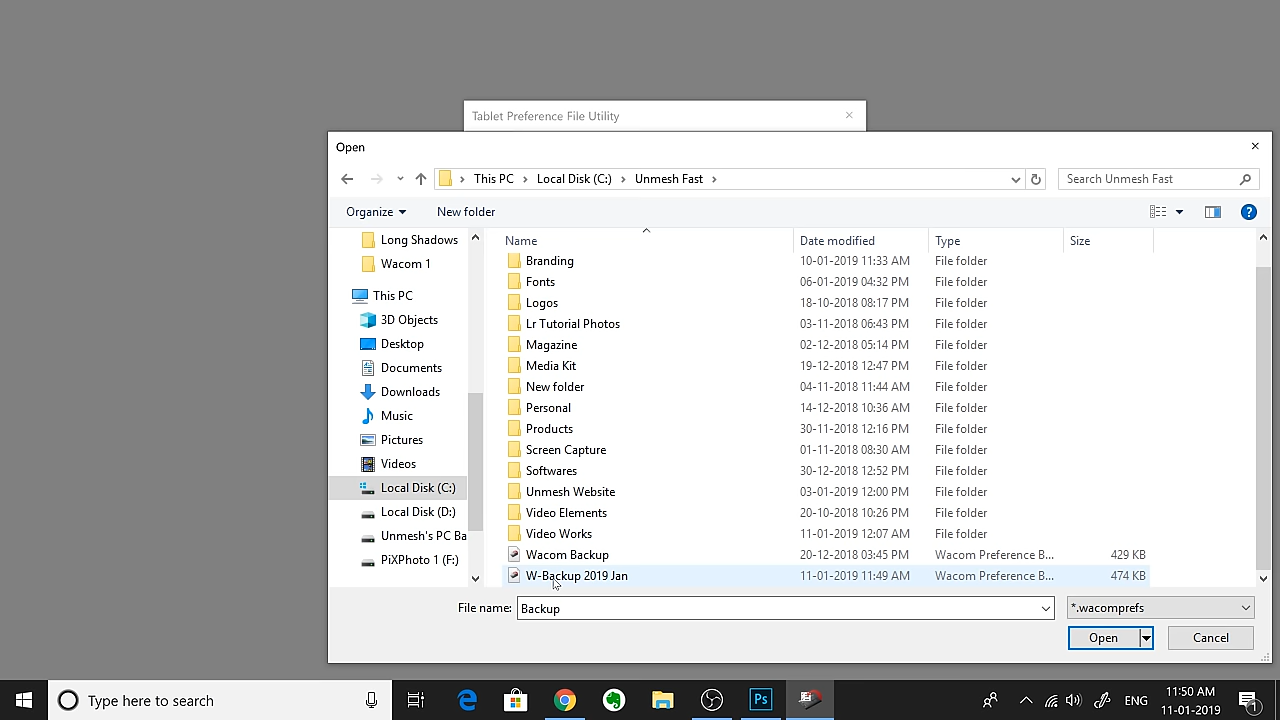 Tablet Preference File Utility
Open
This PC > Local Disk (C:) > Unmesh Fast >
Search Unmesh Fast
Organize
New folder
Long Shadows
Wacom 1
This PC
3D Objects
Desktop
Documents
Downloads
Music
Pictures
Videos
Local Disk (C:)
Local Disk (D:)
Unmesh's PC Ba
PiXPhoto 1 (F:)
Name Date modified Type Size
Branding 10-01-2019 11:33 AM File folder
Fonts 06-01-2019 04:32 PM File folder
Logos 18-10-2018 08:17 PM File folder
Lr Tutorial Photos 03-11-2018 06:43 PM File folder
Magazine 02-12-2018 05:14 PM File folder
Media Kit 19-12-2018 12:47 PM File folder
New folder 04-11-2018 11:44 AM File folder
Personal 14-12-2018 10:36 AM File folder
Products 30-11-2018 12:16 PM File folder
Screen Capture 01-11-2018 08:30 AM File folder
Softwares 30-12-2018 12:52 PM File folder
Unmesh Website 03-01-2019 12:00 PM File folder
Video Elements 20-10-2018 10:26 PM File folder
Video Works 11-01-2019 12:07 AM File folder
Wacom Backup 20-12-2018 03:45 PM Wacom Preference B... 429 KB
W-Backup 2019 Jan 11-01-2019 11:49 AM Wacom Preference B... 474 KB
File name: Backup
*.wacomprefs
Open
Cancel
Type here to search
Ps
ENG
11:50 AM
11-01-2019
1